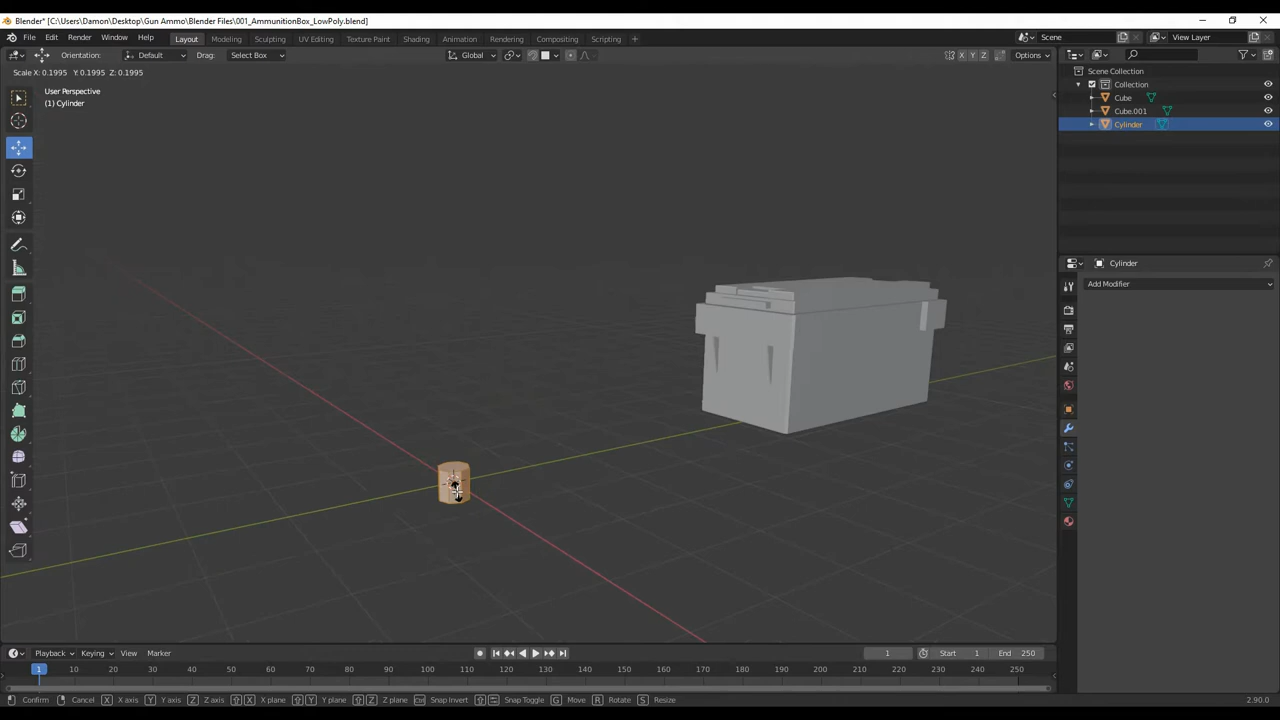 Blender* [C:\Users\Damon\Desktop\Gun Ammo\Blender Files\001_AmmunitionBox_LowPoly.blend]
File Edit Render Window Help Layout Modeling Sculpting UV Editing Texture Paint Shading Animation Rendering Compositing Scripting + Scene View Layer
Orientation: Default Drag: Select Box Global X Y Z Options
Scale X: 0.1995 Y: 0.1995 Z: 0.1995
User Perspective
(1) Cylinder
Scene Collection
Collection
Cube
Cube.001
Cylinder
Cylinder
Add Modifier
Playback Keying View Marker 1 Start 1 End 250
1 10 20 30 40 50 60 70 80 90 100 110 120 130 140 150 160 170 180 190 200 210 220 230 240 250
Confirm Cancel X X axis Y Y axis Z Z axis X X plane Y Y plane Z Z plane Ctrl Snap Invert Snap Toggle G Move R Rotate S Resize 2.90.0